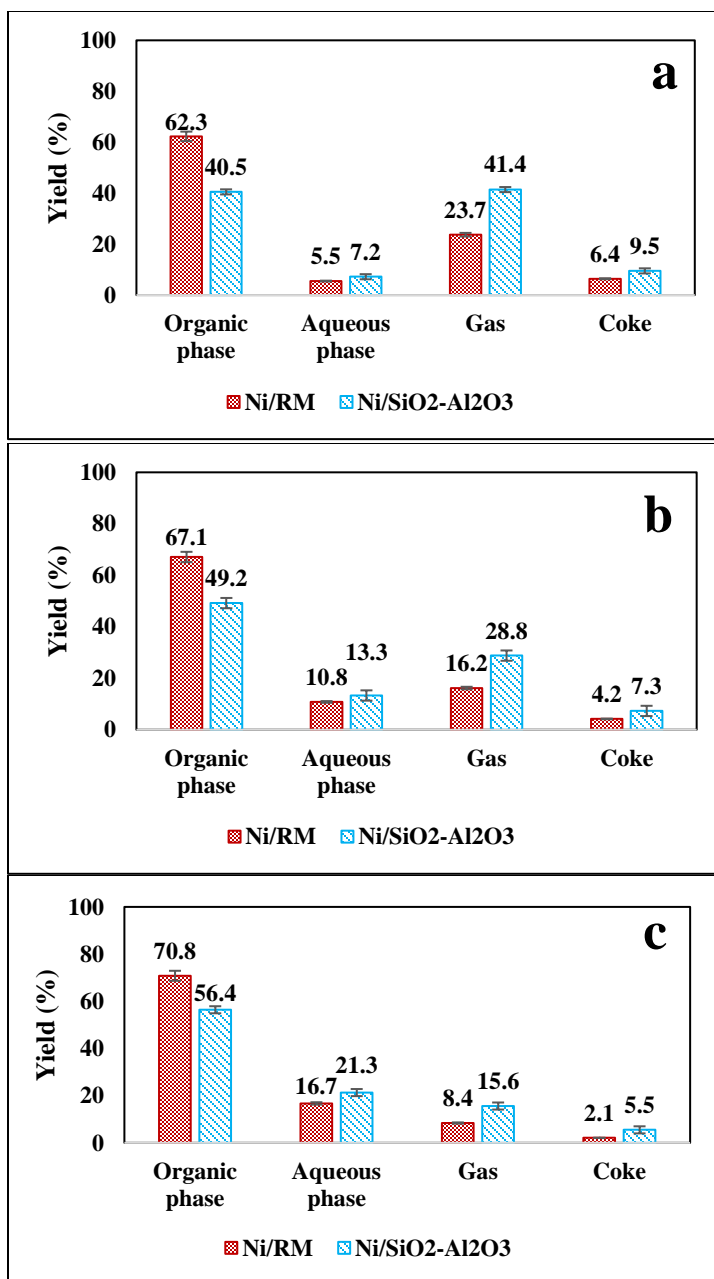 a
Yield (%)
100
80
60
40
20
0
62.3
40.5
5.5
7.2
23.7
41.4
6.4
9.5
Organic phase
Aqueous phase
Gas
Coke
Ni/RM
Ni/SiO2-Al2O3
b
Yield (%)
100
80
60
40
20
0
67.1
49.2
10.8
13.3
16.2
28.8
4.2
7.3
Organic phase
Aqueous phase
Gas
Coke
Ni/RM
Ni/SiO2-Al2O3
c
Yield (%)
100
80
60
40
20
0
70.8
56.4
16.7
21.3
8.4
15.6
2.1
5.5
Organic phase
Aqueous phase
Gas
Coke
Ni/RM
Ni/SiO2-Al2O3